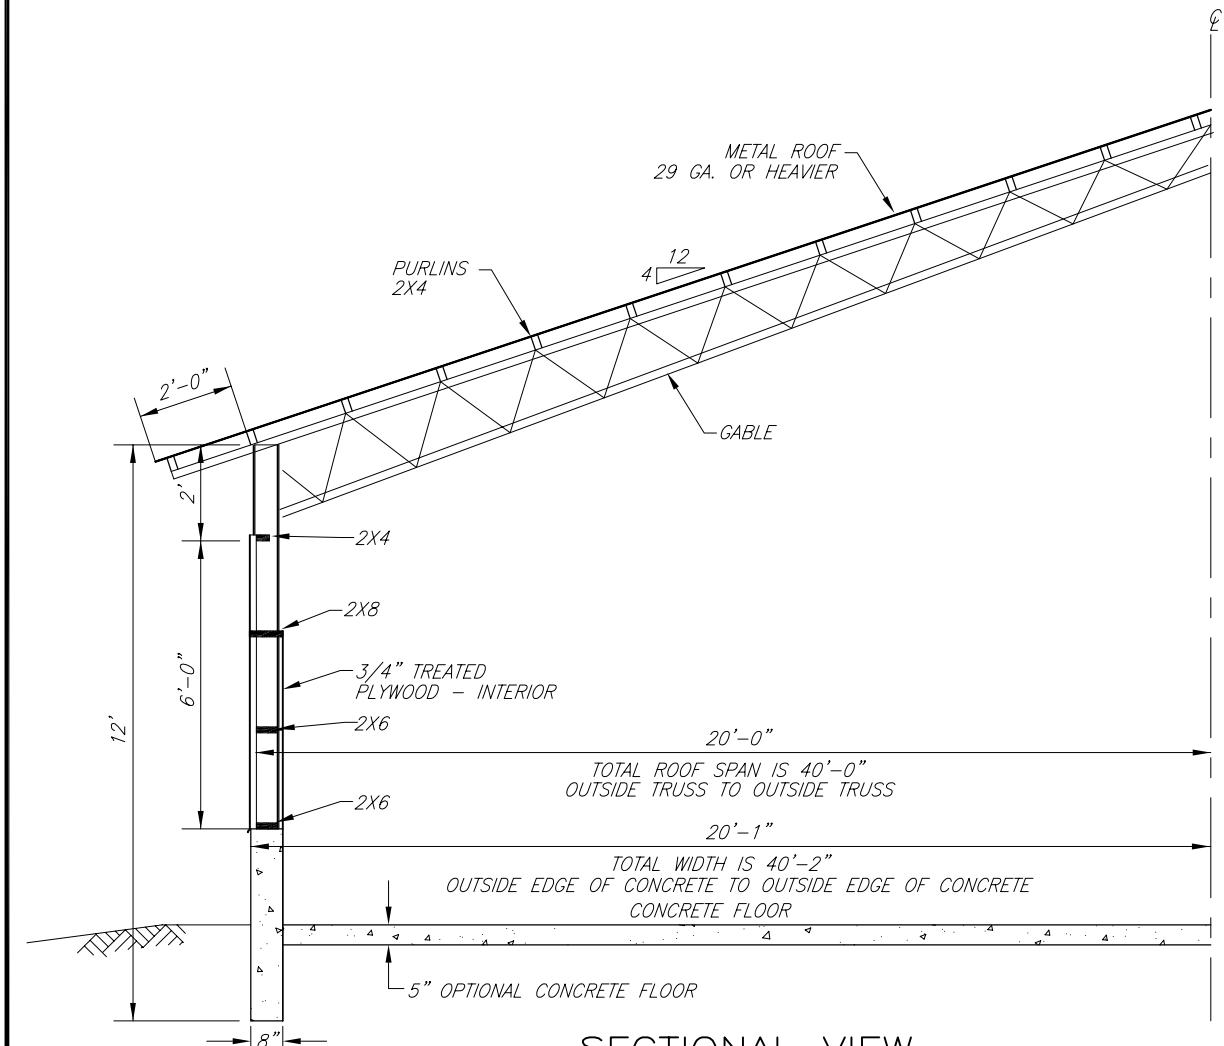 ℄
METAL ROOF
29 GA. OR HEAVIER
12
4
PURLINS
2X4
2'-0"
GABLE
2'
2X4
2X8
6'-0"
3/4" TREATED
PLYWOOD - INTERIOR
12'
2X6
20'-0"
TOTAL ROOF SPAN IS 40'-0"
OUTSIDE TRUSS TO OUTSIDE TRUSS
2X6
20'-1"
TOTAL WIDTH IS 40'-2"
OUTSIDE EDGE OF CONCRETE TO OUTSIDE EDGE OF CONCRETE
CONCRETE FLOOR
5" OPTIONAL CONCRETE FLOOR
8"
SECTIONAL VIEW